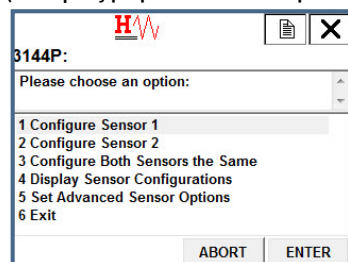 H
3144P:
Please choose an option:
1 Configure Sensor 1
2 Configure Sensor 2
3 Configure Both Sensors the Same
4 Display Sensor Configurations
5 Set Advanced Sensor Options
6 Exit
ABORT ENTER